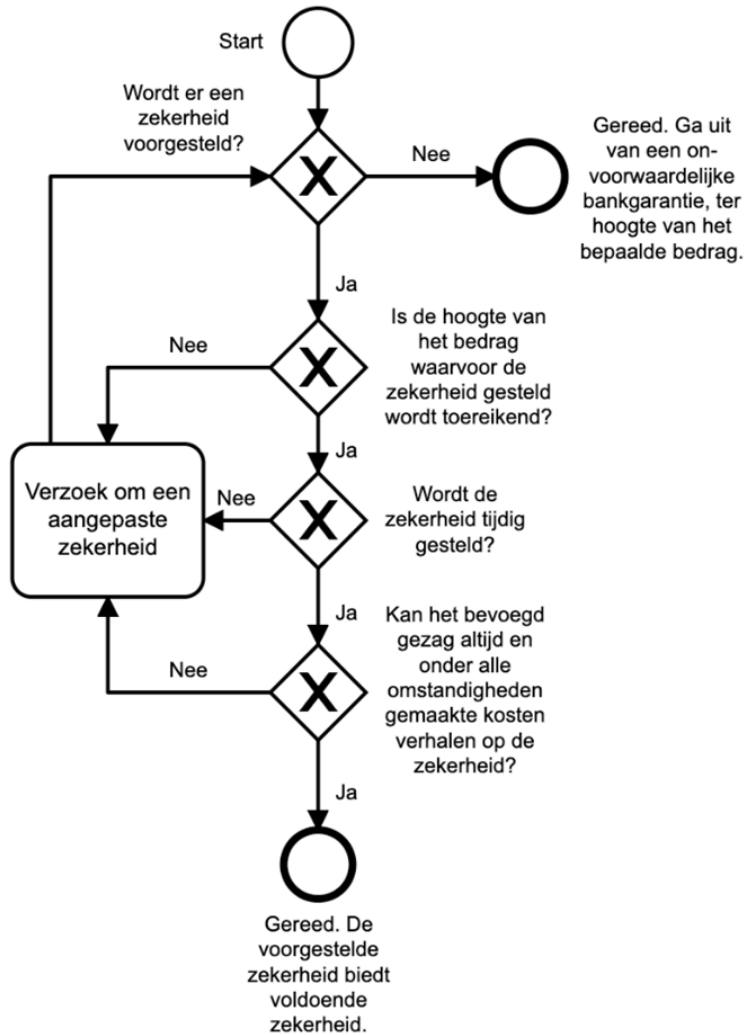 Start
Wordt er een
zekerheid
voorgesteld?
Nee
Gereed. Ga uit
van een on-
voorwaardelijke
bankgarantie, ter
hoogte van het
bepaalde bedrag.
Ja
Is de hoogte van
het bedrag
waarvoor de
zekerheid gesteld
wordt toereikend?
Nee
Ja
Verzoek om een
aangepaste
zekerheid
Nee
Wordt de
zekerheid tijdig
gesteld?
Ja
Kan het bevoegd
gezag altijd en
onder alle
omstandigheden
gemaakte kosten
verhalen op de
zekerheid?
Nee
Ja
Gereed. De
voorgestelde
zekerheid biedt
voldoende
zekerheid.